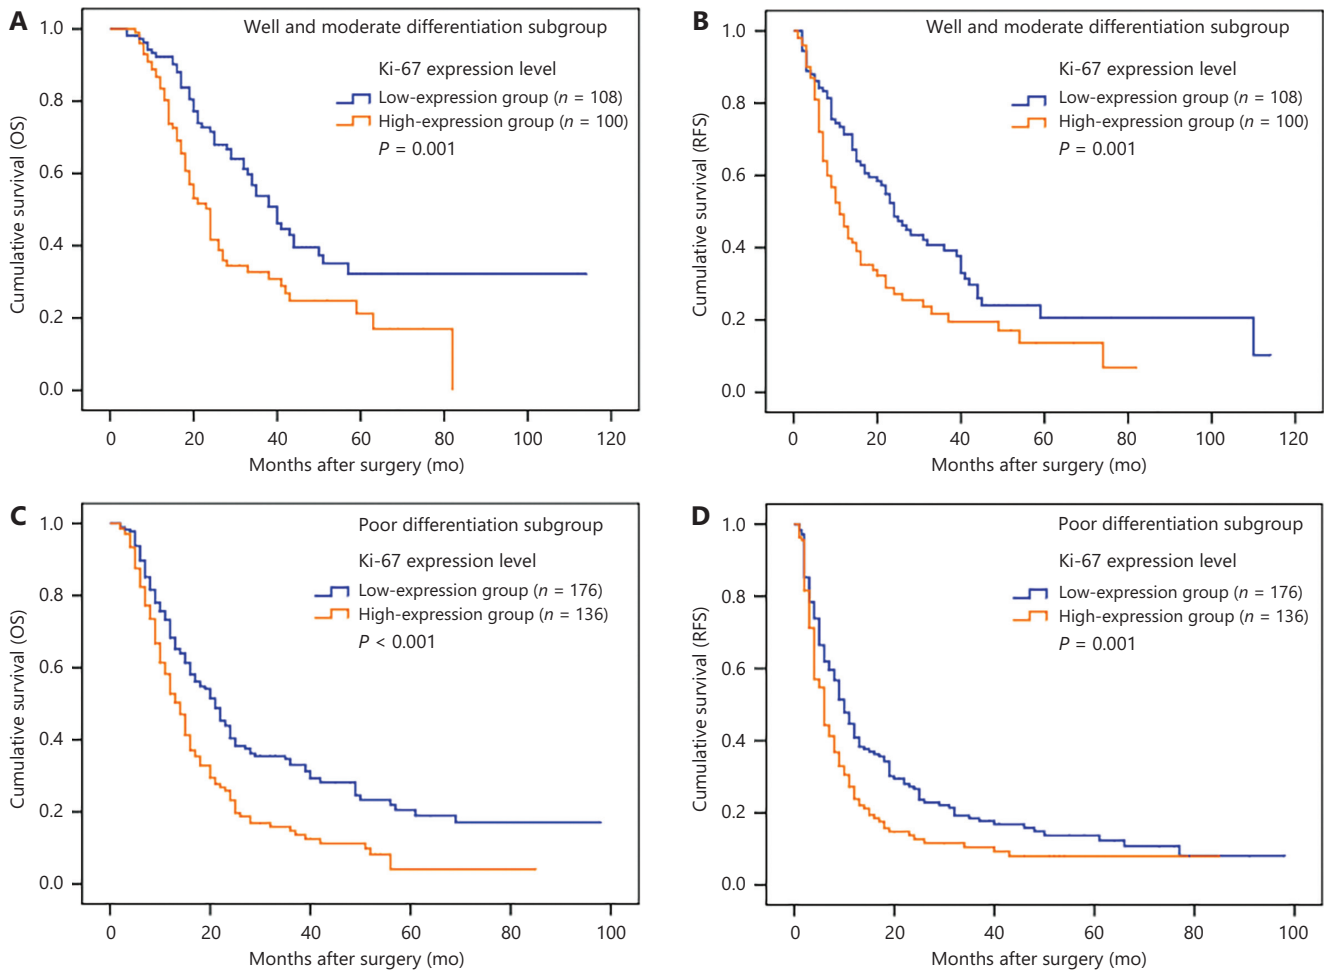 A
Well and moderate differentiation subgroup
Ki-67 expression level
Low-expression group (n = 108)
High-expression group (n = 100)
P = 0.001
Cumulative survival (OS)
1.0
0.8
0.6
0.4
0.2
0.0
0 20 40 60 80 100 120
Months after surgery (mo)
B
Well and moderate differentiation subgroup
Ki-67 expression level
Low-expression group (n = 108)
High-expression group (n = 100)
P = 0.001
Cumulative survival (RFS)
1.0
0.8
0.6
0.4
0.2
0.0
0 20 40 60 80 100 120
Months after surgery (mo)
C
Poor differentiation subgroup
Ki-67 expression level
Low-expression group (n = 176)
High-expression group (n = 136)
P < 0.001
Cumulative survival (OS)
1.0
0.8
0.6
0.4
0.2
0.0
0 20 40 60 80 100
Months after surgery (mo)
D
Poor differentiation subgroup
Ki-67 expression level
Low-expression group (n = 176)
High-expression group (n = 136)
P = 0.001
Cumulative survival (RFS)
1.0
0.8
0.6
0.4
0.2
0.0
0 20 40 60 80 100
Months after surgery (mo)